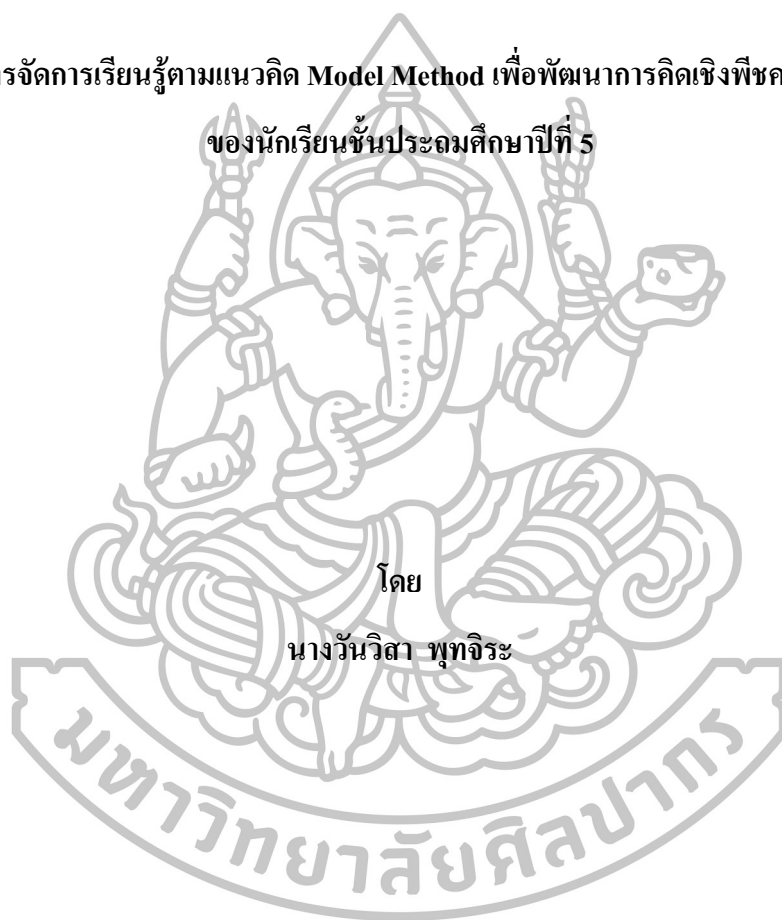 รจัดการเรียนรู้ตามแนวคิด Model Method เพื่อพัฒนาการคิดเชิงพีชค
ของนักเรียนชั้นประถมศึกษาปีที่ 5
โดย
นางวันวิสา พุทจิระ
มหาวิทยาลัยศิลปากร